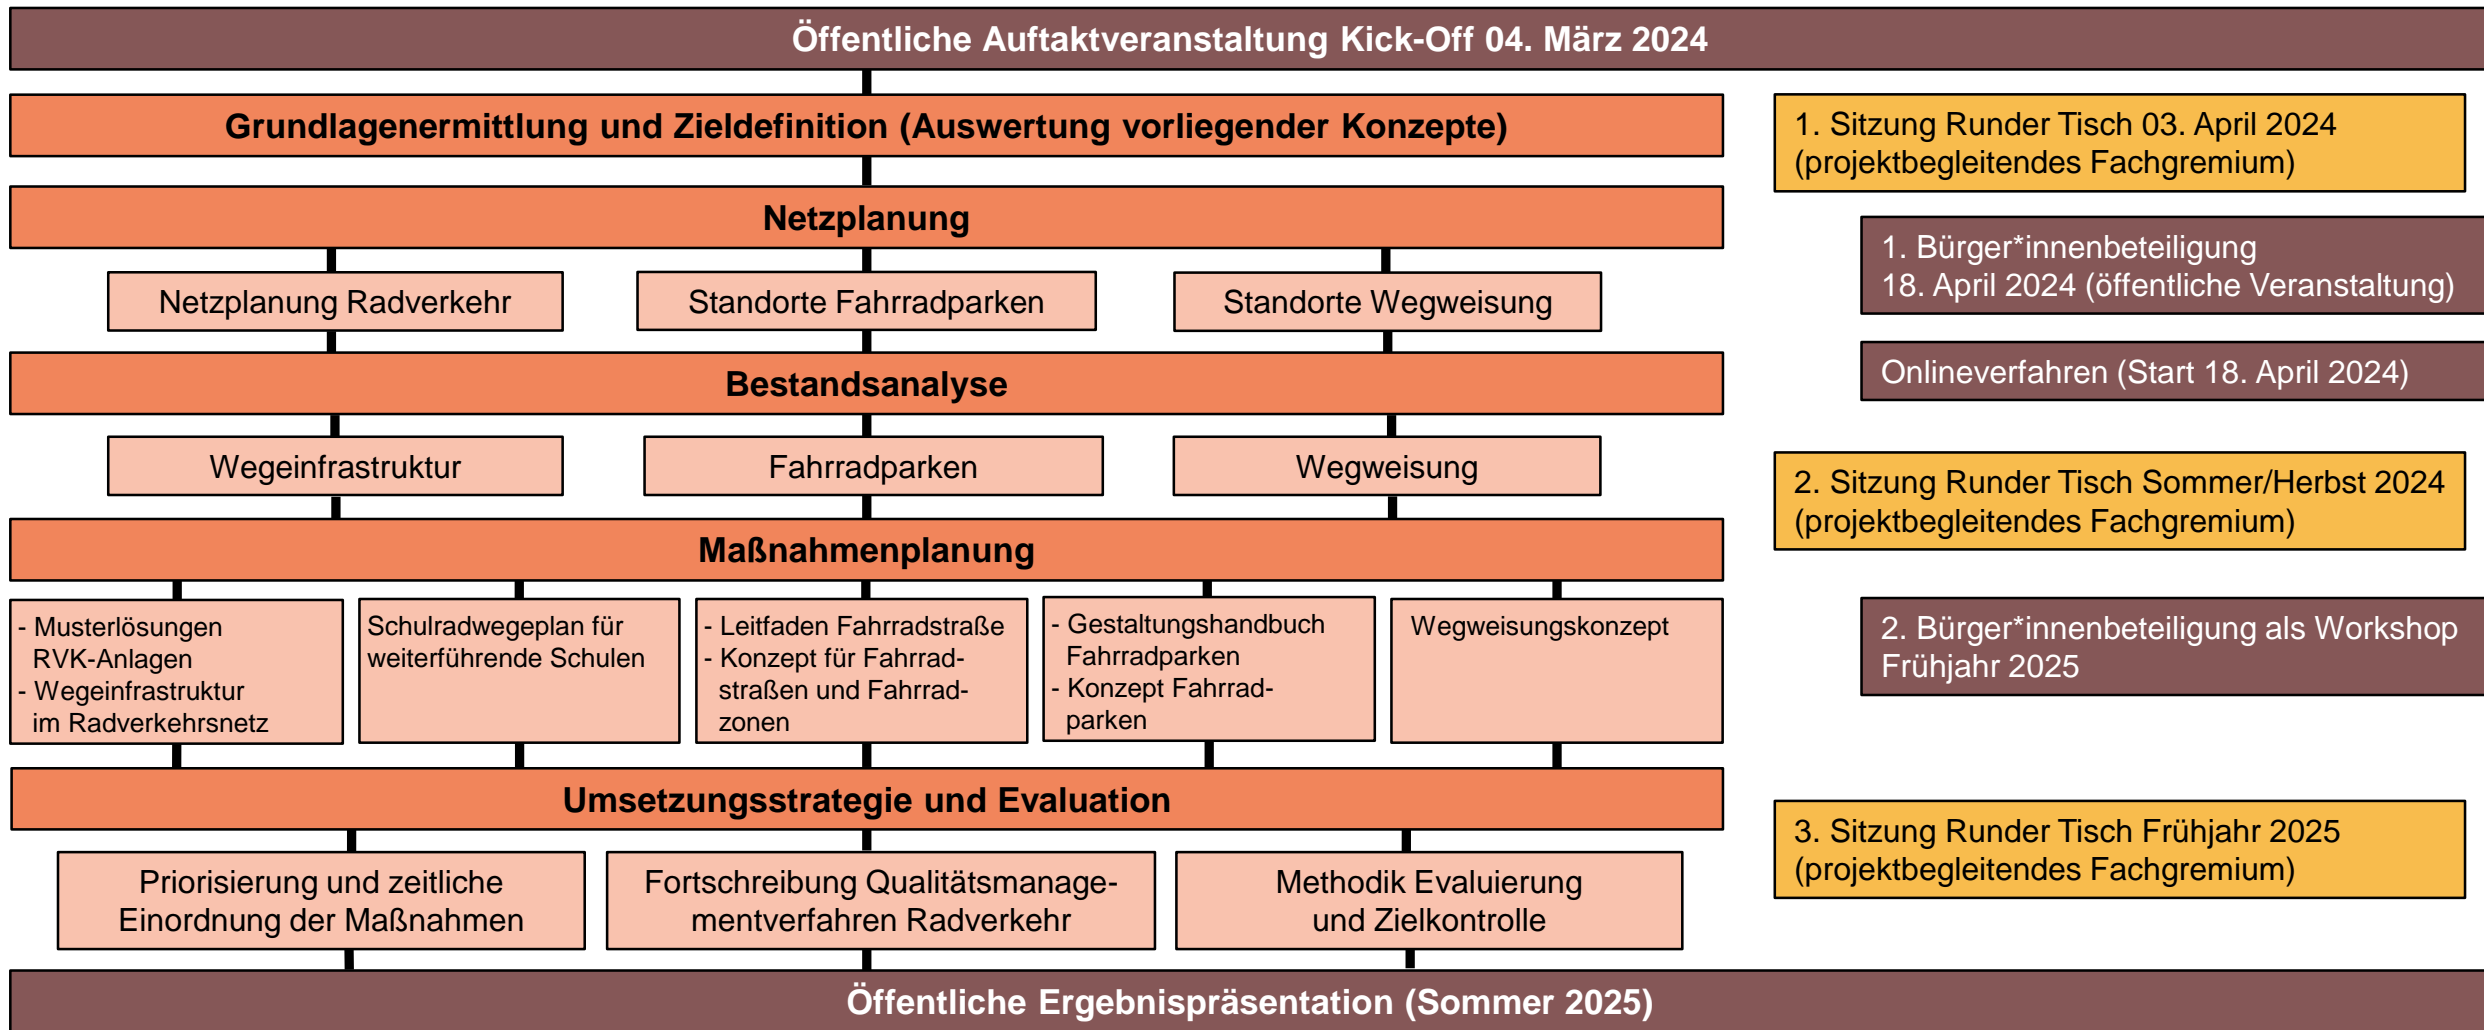 Öffentliche Auftaktveranstaltung Kick-Off 04. März 2024
Grundlagenermittlung und Zieldefinition (Auswertung vorliegender Konzepte)
1. Sitzung Runder Tisch 03. April 2024
(projektbegleitendes Fachgremium)
Netzplanung
1. Bürger*innenbeteiligung
18. April 2024 (öffentliche Veranstaltung)
Netzplanung Radverkehr
Standorte Fahrradparken
Standorte Wegweisung
Bestandsanalyse
Onlineverfahren (Start 18. April 2024)
Wegeinfrastruktur
Fahrradparken
Wegweisung
2. Sitzung Runder Tisch Sommer/Herbst 2024
(projektbegleitendes Fachgremium)
Maßnahmenplanung
- Musterlösungen
RVK-Anlagen
- Wegeinfrastruktur
im Radverkehrsnetz
Schulradwegeplan für
weiterführende Schulen
- Leitfaden Fahrradstraße
- Konzept für Fahrrad-
straßen und Fahrrad-
zonen
- Gestaltungshandbuch
Fahrradparken
- Konzept Fahrrad-
parken
Wegweisungskonzept
2. Bürger*innenbeteiligung als Workshop
Frühjahr 2025
Umsetzungsstrategie und Evaluation
3. Sitzung Runder Tisch Frühjahr 2025
(projektbegleitendes Fachgremium)
Priorisierung und zeitliche
Einordnung der Maßnahmen
Fortschreibung Qualitätsmanage-
mentverfahren Radverkehr
Methodik Evaluierung
und Zielkontrolle
Öffentliche Ergebnispräsentation (Sommer 2025)